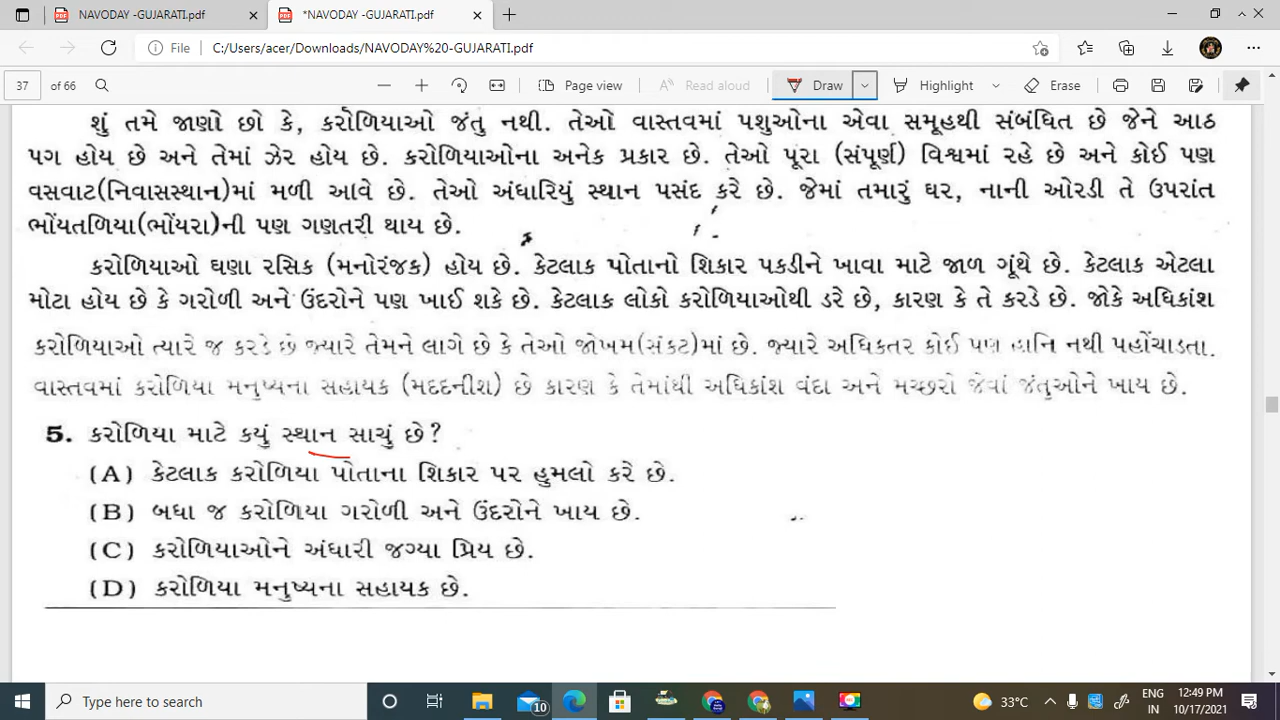 NAVODAY -GUJARATI.pdf
*NAVODAY -GUJARATI.pdf
File C:/Users/acer/Downloads/NAVODAY%20-GUJARATI.pdf
37 of 66 Page view Read aloud Draw Highlight Erase
શું તમે જાણો છો કે, કરોળિયાઓ જંતુ નથી. તેઓ વાસ્તવમાં પશુઓના એવા સમૂહથી સંબંધિત છે જેને આઠ
પગ હોય છે અને તેમાં ઝેર હોય છે. કરોળિયાઓના અનેક પ્રકાર છે. તેઓ પૂરા (સંપૂર્ણ) વિશ્વમાં રહે છે અને કોઈ પણ
વસવાટ(નિવાસસ્થાન)માં મળી આવે છે. તેઓ અંધારિયું સ્થાન પસંદ કરે છે. જેમાં તમારું ઘર, નાની ઓરડી તે ઉપરાંત
ભોંયતળિયા(ભોંયરા)ની પણ ગણતરી થાય છે.
કરોળિયાઓ ઘણા રસિક (મનોરંજક) હોય છે. કેટલાક પોતાનો શિકાર પકડીને ખાવા માટે જાળ ગૂંથે છે. કેટલાક એટલા
મોટા હોય છે કે ગરોળી અને ઉંદરોને પણ ખાઈ શકે છે. કેટલાક લોકો કરોળિયાઓથી ડરે છે, કારણ કે તે કરડે છે. જોકે અધિકાંશ
કરોળિયાઓ ત્યારે જ કરડે છે જ્યારે તેમને લાગે છે કે તેઓ જોખમ(સંકટ)માં છે. જ્યારે અધિકતર કોઈ પણ હાનિ નથી પહોંચાડતા.
વાસ્તવમાં કરોળિયા મનુષ્યના સહાયક (મદદનીશ) છે કારણ કે તેમાંથી અધિકાંશ વંદા અને મચ્છરો જેવાં જંતુઓને ખાય છે.
5. કરોળિયા માટે કયું સ્થાન સાચું છે?
(A) કેટલાક કરોળિયા પોતાના શિકાર પર હુમલો કરે છે.
(B) બધા જ કરોળિયા ગરોળી અને ઉંદરોને ખાય છે.
(C) કરોળિયાઓને અંધારી જગ્યા પ્રિય છે.
(D) કરોળિયા મનુષ્યના સહાયક છે.
Type here to search 10 33°C ENG 12:49 PM
IN 10/17/2021